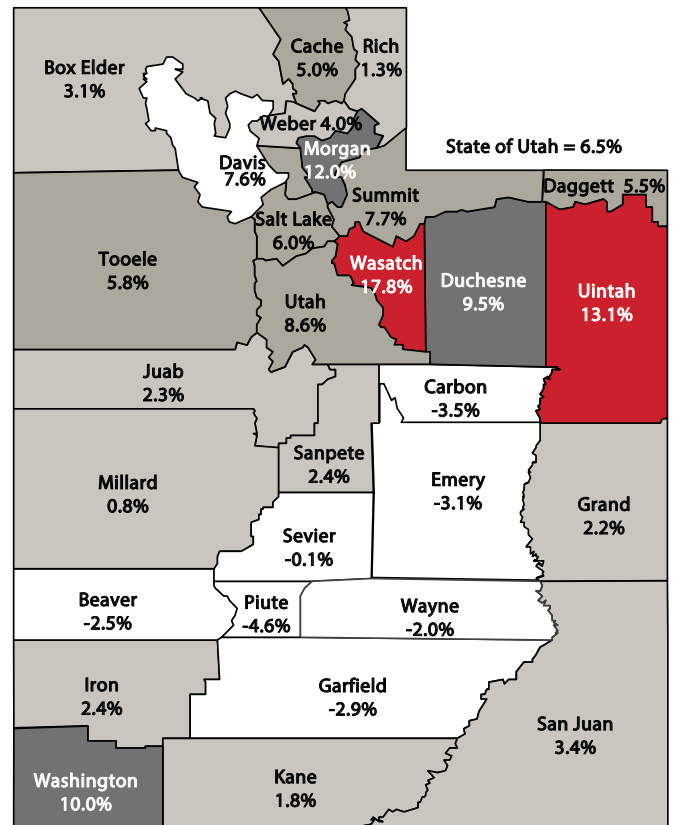 Cache
5.0%
Rich
1.3%
Box Elder
3.1%
Weber 4.0%
Morgan
12.0%
State of Utah = 6.5%
Davis
7.6%
Daggett 5.5%
Summit
7.7%
Salt Lake
6.0%
Tooele
5.8%
Wasatch
17.8%
Duchesne
9.5%
Uintah
13.1%
Utah
8.6%
Juab
2.3%
Carbon
-3.5%
Sanpete
2.4%
Millard
0.8%
Emery
-3.1%
Grand
2.2%
Sevier
-0.1%
Beaver
-2.5%
Piute
-4.6%
Wayne
-2.0%
Iron
2.4%
Garfield
-2.9%
San Juan
3.4%
Washington
10.0%
Kane
1.8%